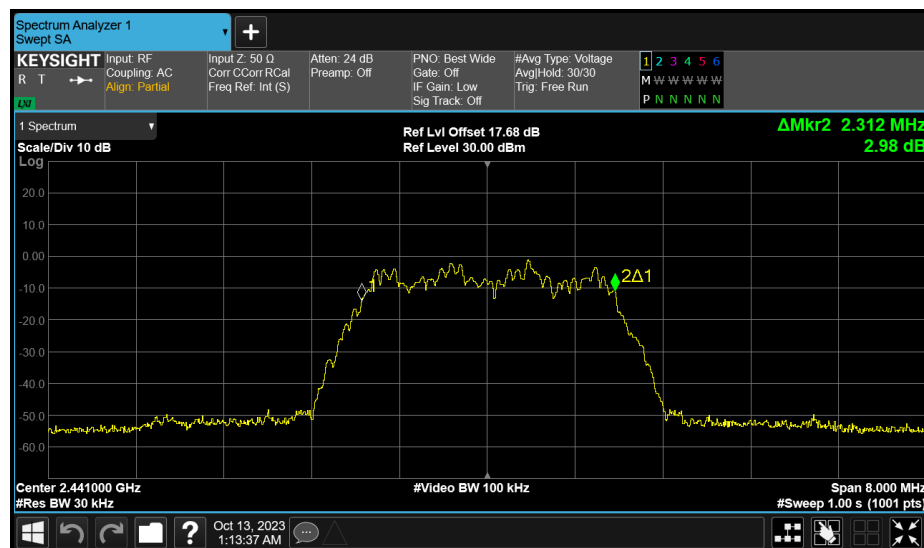 Spectrum Analyzer 1
Swept SA
+
KEYSIGHT
R T
LXI
Input: RF
Coupling: AC
Align: Partial
Input Z: 50 Ω
Corr CCorr RCal
Freq Ref: Int (S)
Atten: 24 dB
Preamp: Off
PNO: Best Wide
Gate: Off
IF Gain: Low
Sig Track: Off
#Avg Type: Voltage
Avg|Hold: 30/30
Trig: Free Run
1 2 3 4 5 6
M W W W W W
P N N N N N
1 Spectrum
Scale/Div 10 dB
Log
Ref Lvl Offset 17.68 dB
Ref Level 30.00 dBm
ΔMkr2 2.312 MHz
2.98 dB
20.0
10.0
0.00
-10.0
-20.0
-30.0
-40.0
-50.0
-60.0
1
2Δ1
Center 2.441000 GHz
#Res BW 30 kHz
#Video BW 100 kHz
Span 8.000 MHz
#Sweep 1.00 s (1001 pts)
?
Oct 13, 2023
1:13:37 AM